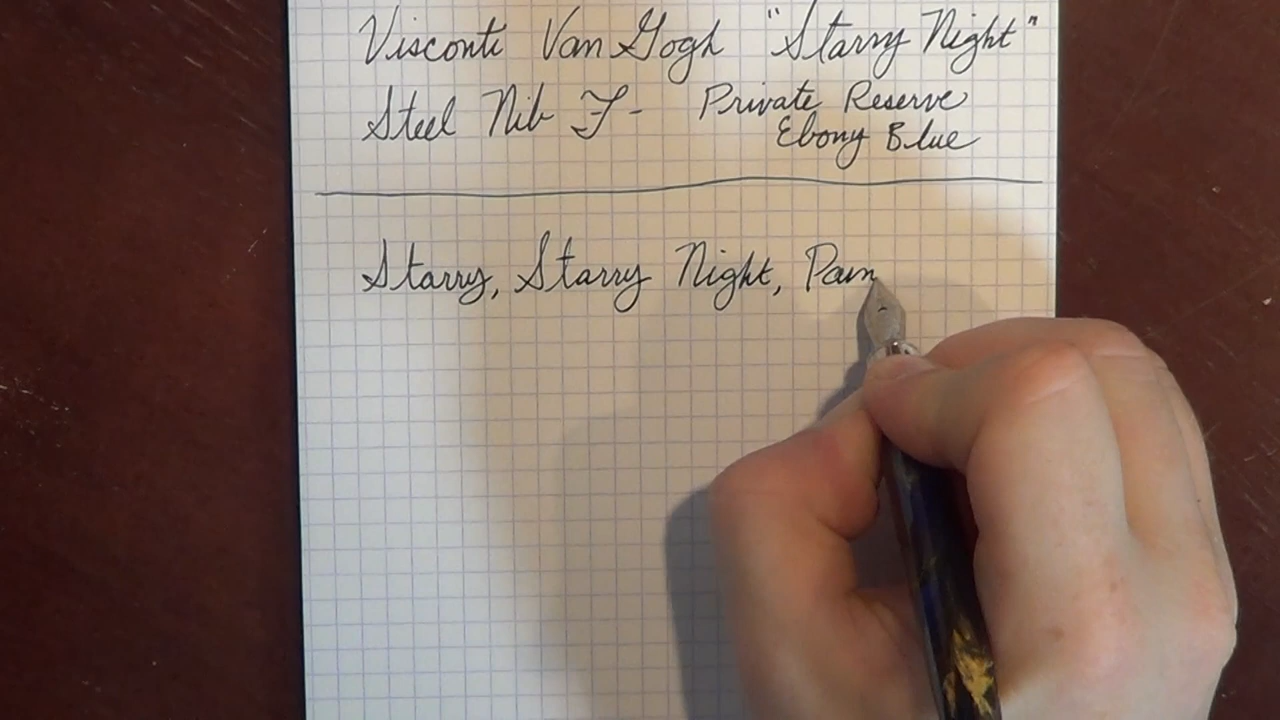 Visconti Van Gogh "Starry Night"
Steel Nib F - Private Reserve
Ebony Blue
Starry, Starry Night, Pain